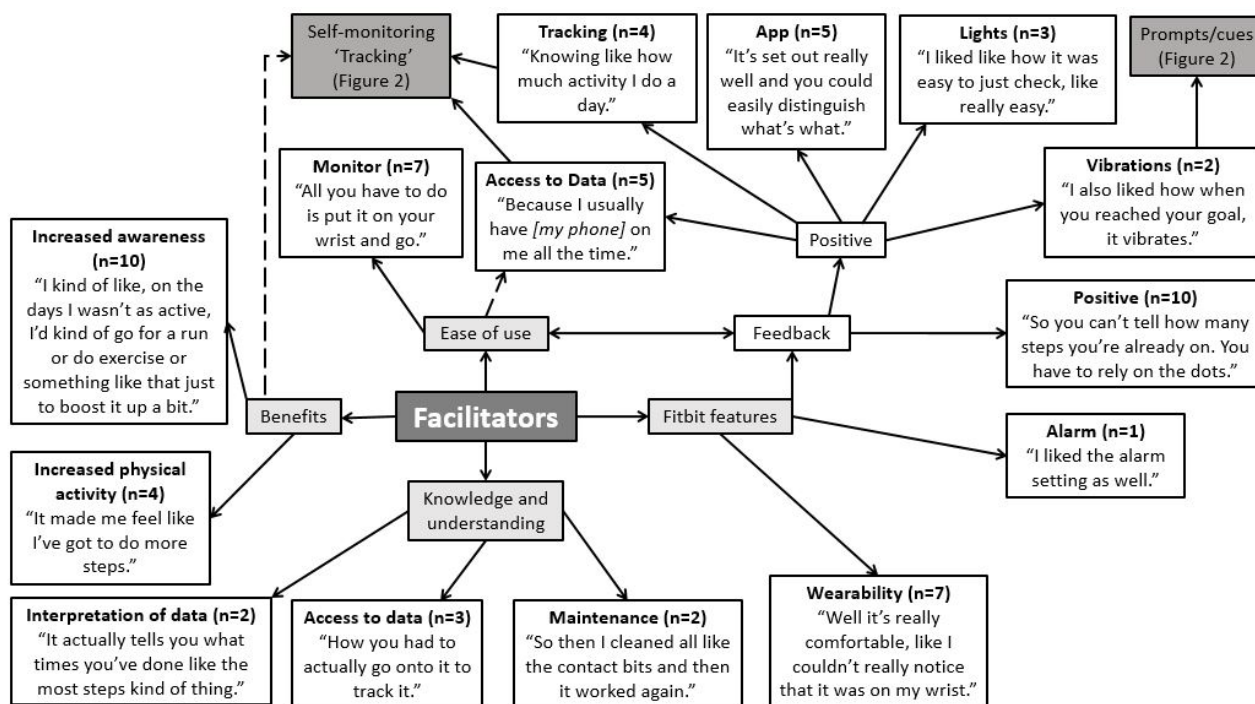 Self-monitoring
‘Tracking’
(Figure 2)
Tracking (n=4)
“Knowing like how
much activity I do a
day.”
App (n=5)
“It’s set out really
well and you could
easily distinguish
what’s what.”
Lights (n=3)
“I liked like how it was
easy to just check, like
really easy.”
Prompts/cues
(Figure 2)
Monitor (n=7)
“All you have to do
is put it on your
wrist and go.”
Access to Data (n=5)
“Because I usually
have [my phone] on
me all the time.”
Positive
Vibrations (n=2)
“I also liked how when
you reached your goal,
it vibrates.”
Increased awareness
(n=10)
“I kind of like, on the
days I wasn’t as active,
I’d kind of go for a run
or do exercise or
something like that just
to boost it up a bit.”
Ease of use
Feedback
Positive (n=10)
“So you can’t tell how many
steps you’re already on. You
have to rely on the dots.”
Benefits
Facilitators
Fitbit features
Alarm (n=1)
“I liked the alarm
setting as well.”
Increased physical
activity (n=4)
“It made me feel like
I’ve got to do more
steps.”
Knowledge and
understanding
Interpretation of data (n=2)
“It actually tells you what
times you’ve done like the
most steps kind of thing.”
Access to data (n=3)
“How you had to
actually go onto it to
track it.”
Maintenance (n=2)
“So then I cleaned all like
the contact bits and then
it worked again.”
Wearability (n=7)
“Well it’s really
comfortable, like I
couldn’t really notice
that it was on my wrist.”